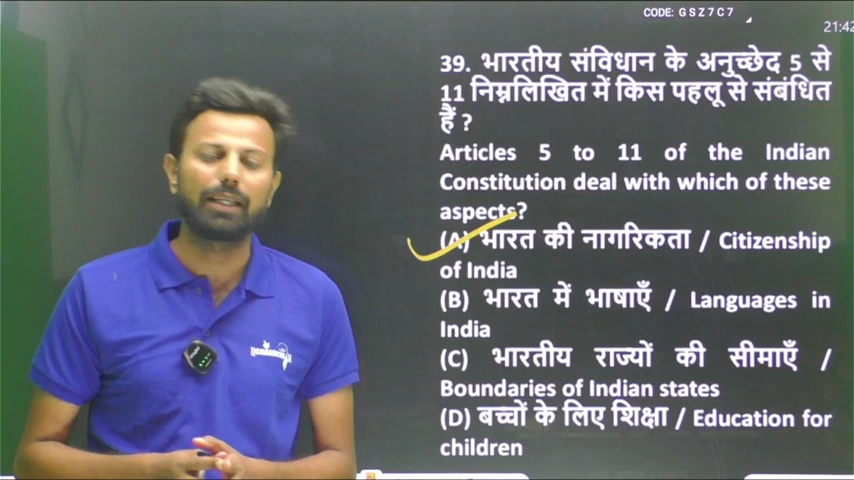 CODE: GSZ7C7
21:42
39. भारतीय संविधान के अनुच्छेद 5 से
11 निम्नलिखित में किस पहलू से संबंधित
हैं ?
Articles 5 to 11 of the Indian
Constitution deal with which of these
aspects?
(A) भारत की नागरिकता / Citizenship
of India
(B) भारत में भाषाएँ / Languages in
India
(C) भारतीय राज्यों की सीमाएँ /
Boundaries of Indian states
(D) बच्चों के लिए शिक्षा / Education for
children